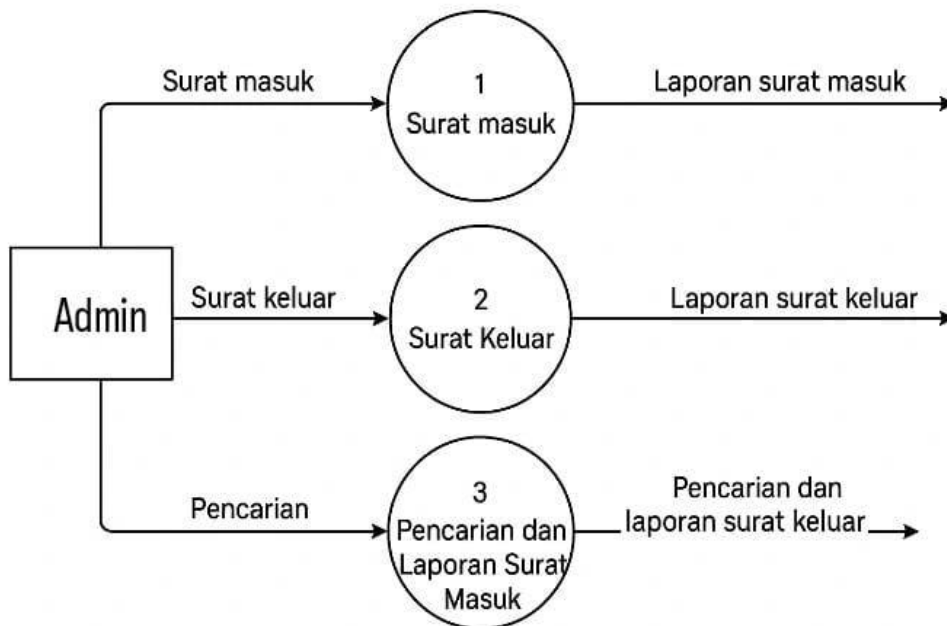 Surat masuk
1
Surat masuk
Laporan surat masuk
Admin
Surat keluar
2
Surat Keluar
Laporan surat keluar
Pencarian
3
Pencarian dan
Laporan Surat
Masuk
Pencarian dan
laporan surat keluar